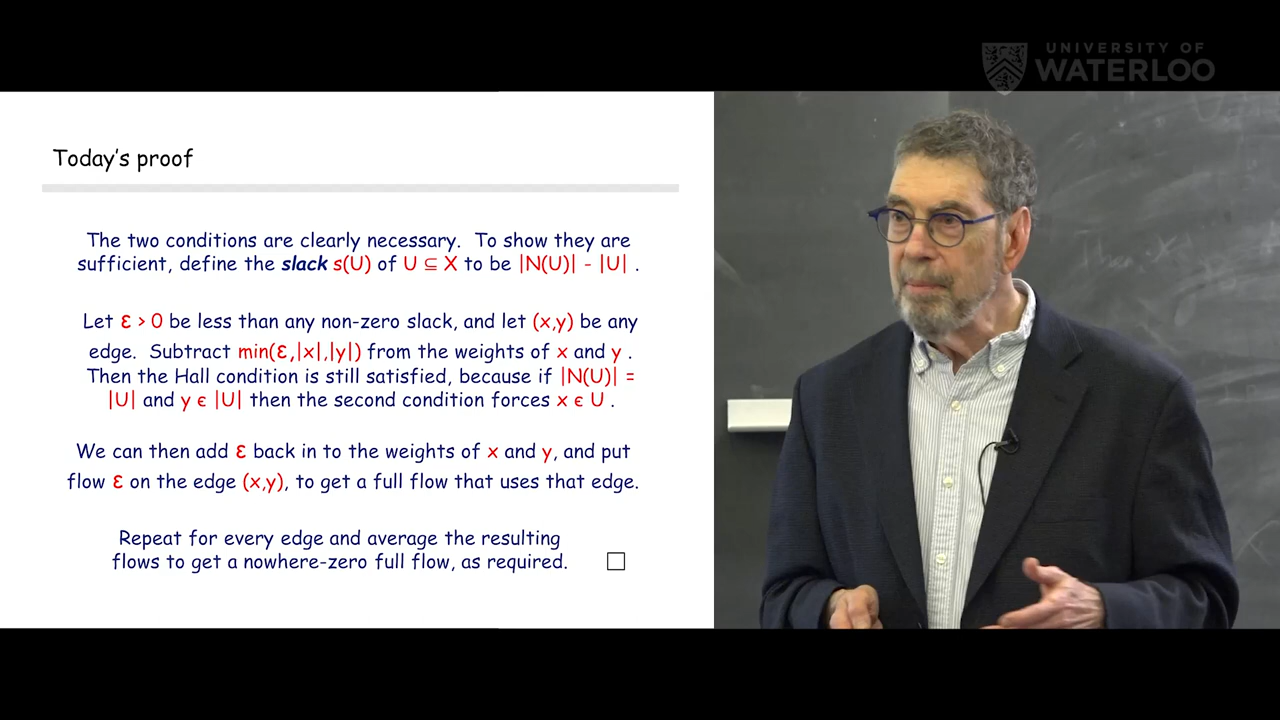 UNIVERSITY OF
WATERLOO
Today's proof
The two conditions are clearly necessary. To show they are
sufficient, define the slack s(U) of U ⊆ X to be |N(U)| - |U| .
Let ε > 0 be less than any non-zero slack, and let (x,y) be any
edge. Subtract min(ε,|x|,|y|) from the weights of x and y .
Then the Hall condition is still satisfied, because if |N(U)| =
|U| and y ϵ |U| then the second condition forces x ϵ U .
We can then add ε back in to the weights of x and y, and put
flow ε on the edge (x,y), to get a full flow that uses that edge.
Repeat for every edge and average the resulting
flows to get a nowhere-zero full flow, as required. □